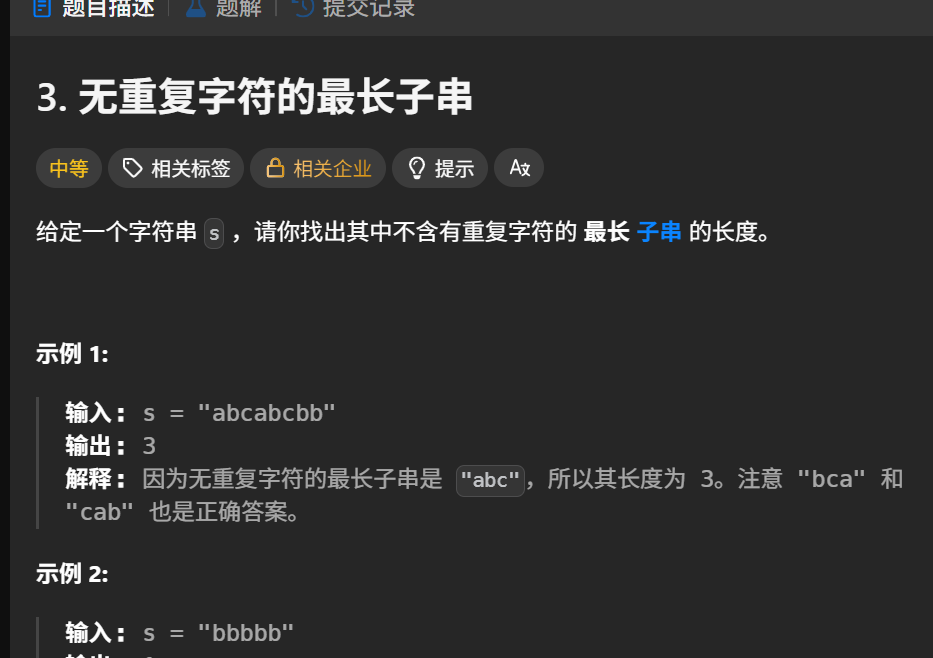 题目描述 题解 提交记录
3. 无重复字符的最长子串
中等 相关标签 相关企业 提示
给定一个字符串 s ，请你找出其中不含有重复字符的 最长 子串 的长度。
示例 1:
输入: s = "abcabcbb"
输出: 3
解释: 因为无重复字符的最长子串是 "abc"，所以其长度为 3。注意 "bca" 和
"cab" 也是正确答案。
示例 2:
输入: s = "bbbbb"